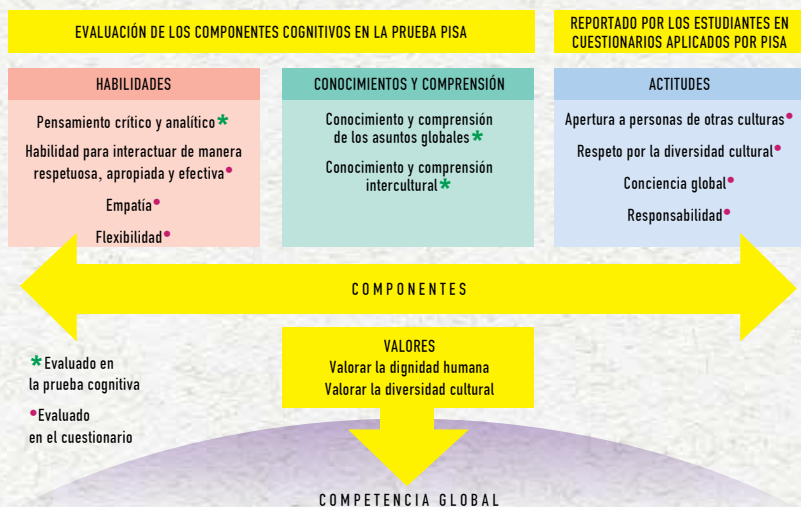 EVALUACIÓN DE LOS COMPONENTES COGNITIVOS EN LA PRUEBA PISA
REPORTADO POR LOS ESTUDIANTES EN
CUESTIONARIOS APLICADOS POR PISA
HABILIDADES
Pensamiento crítico y analítico*
Habilidad para interactuar de manera
respetuosa, apropiada y efectiva•
Empatía•
Flexibilidad•
CONOCIMIENTOS Y COMPRENSIÓN
Conocimiento y comprensión
de los asuntos globales*
Conocimiento y comprensión
intercultural*
ACTITUDES
Apertura a personas de otras culturas•
Respeto por la diversidad cultural•
Conciencia global•
Responsabilidad•
COMPONENTES
*Evaluado en
la prueba cognitiva
•Evaluado
en el cuestionario
VALORES
Valorar la dignidad humana
Valorar la diversidad cultural
COMPETENCIA GLOBAL